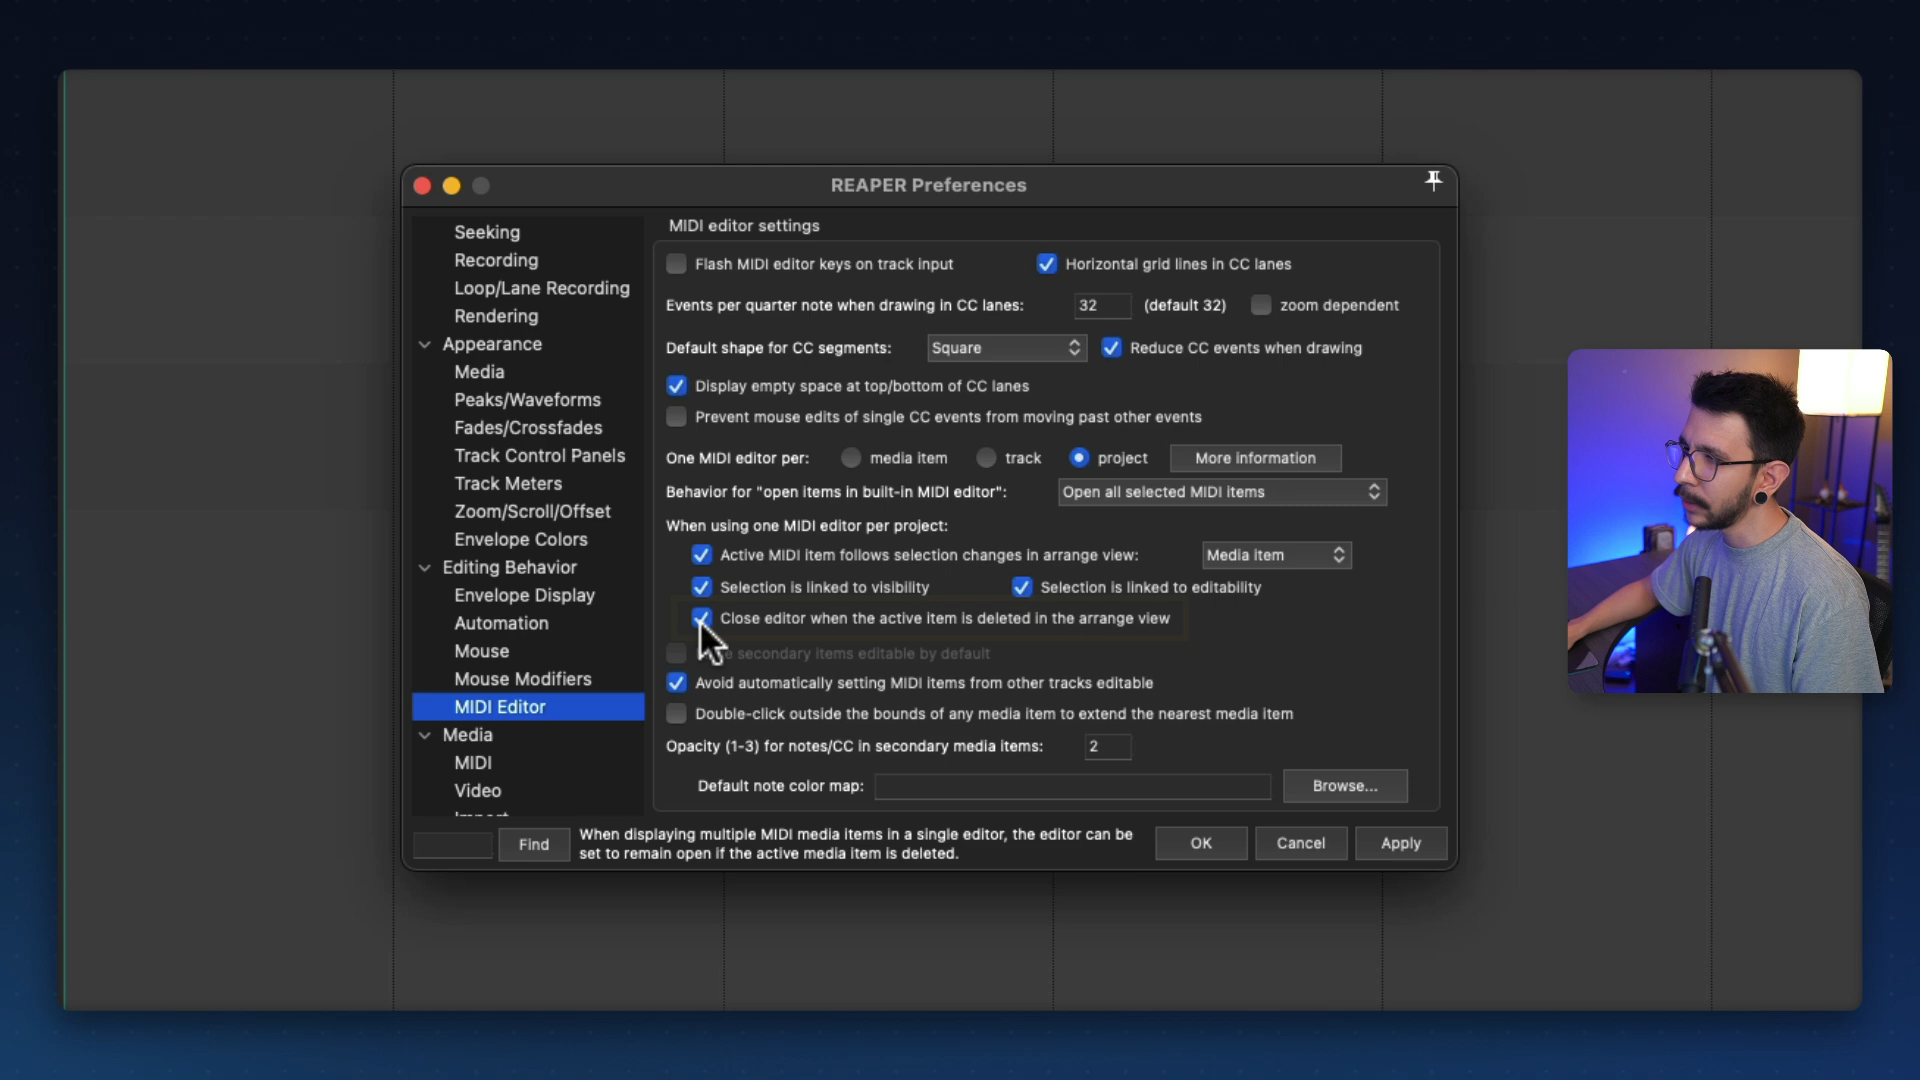 REAPER Preferences
Seeking
Recording
Loop/Lane Recording
Rendering
Appearance
Media
Peaks/Waveforms
Fades/Crossfades
Track Control Panels
Track Meters
Zoom/Scroll/Offset
Envelope Colors
Editing Behavior
Envelope Display
Automation
Mouse
Mouse Modifiers
MIDI Editor
Media
MIDI
Video
MIDI editor settings
Flash MIDI editor keys on track input
Horizontal grid lines in CC lanes
Events per quarter note when drawing in CC lanes: 32 (default 32) zoom dependent
Default shape for CC segments: Square Reduce CC events when drawing
Display empty space at top/bottom of CC lanes
Prevent mouse edits of single CC events from moving past other events
One MIDI editor per: media item track project More information
Behavior for "open items in built-in MIDI editor": Open all selected MIDI items
When using one MIDI editor per project:
Active MIDI item follows selection changes in arrange view: Media item
Selection is linked to visibility Selection is linked to editability
Close editor when the active item is deleted in the arrange view
secondary items editable by default
Avoid automatically setting MIDI items from other tracks editable
Double-click outside the bounds of any media item to extend the nearest media item
Opacity (1-3) for notes/CC in secondary media items: 2
Default note color map: Browse...
Find
When displaying multiple MIDI media items in a single editor, the editor can be
set to remain open if the active media item is deleted.
OK Cancel Apply